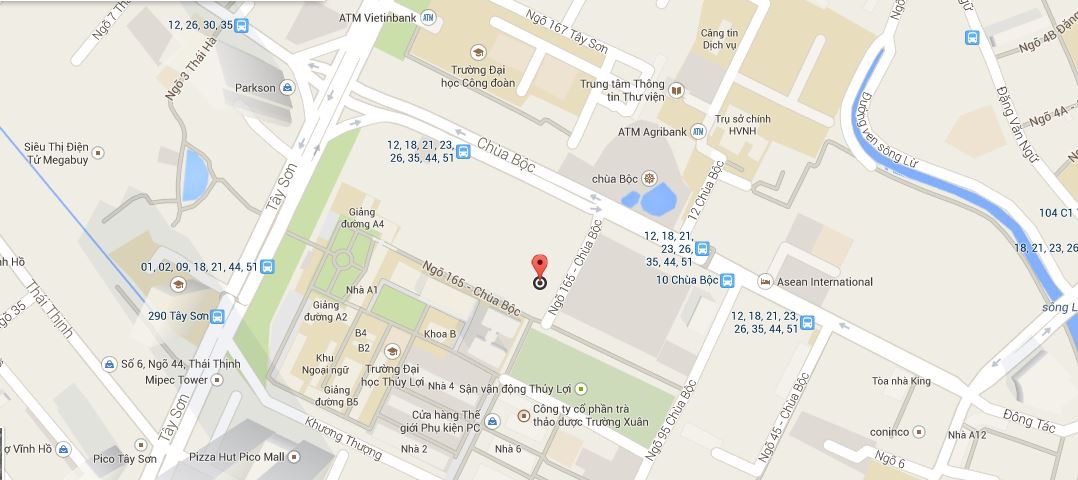 Ngõ 7 Thá
12, 26, 30, 35
ATM Vietinbank
Ngõ 167 Tây Sơn
Căng tin
Dịch vụ
Ngõ 4B Đặng
Ngõ 3 Thái Hà
Parkson
Trường Đại
học Công đoàn
Trung tâm Thông
tin Thư viện
Đường ven sông Lừ
Đặng Văn Ngữ
Ngõ 4A
ATM Agribank
Trụ sở chính
HVNH
Siêu Thị Điện
Tử Megabuy
12, 18, 21, 23,
26, 35, 44, 51
Chùa Bộc
chùa Bộc
12 Chùa Bộc
Tây Sơn
Giảng
đường A4
104 C1
12, 18, 21,
23, 26,
35, 44, 51
18, 21, 23, 26
01, 02, 09, 18, 21, 44, 51
Ngõ 165 - Chùa Bộc
Ngõ 165 - Chùa Bộc
10 Chùa Bộc
Asean International
Thái Thịnh
Ngõ 35
Nhà A1
Giảng
đường A2
290 Tây Sơn
B4
B2
Khoa B
12, 18, 21, 23,
26, 35, 44, 51
Số 6, Ngõ 44, Thái Thịnh
Mipec Tower
Khu
Ngoại ngữ
Trường Đại
học Thủy Lợi
Nhà 4
Sân vận động Thủy Lợi
Tòa nhà King
Giảng
đường B5
Cửa hàng Thế
giới Phụ kiện PC
Công ty cổ phần trà
thảo dược Trường Xuân
Ngõ 95 Chùa Bộc
Ngõ 45 - Chùa Bộc
Đông Tác
Tây Sơn
Khương Thượng
coninco
Nhà A12
ợ Vĩnh Hồ
Pico Tây Sơn
Pizza Hut Pico Mall
Nhà 2
Nhà 6
Ngõ 6